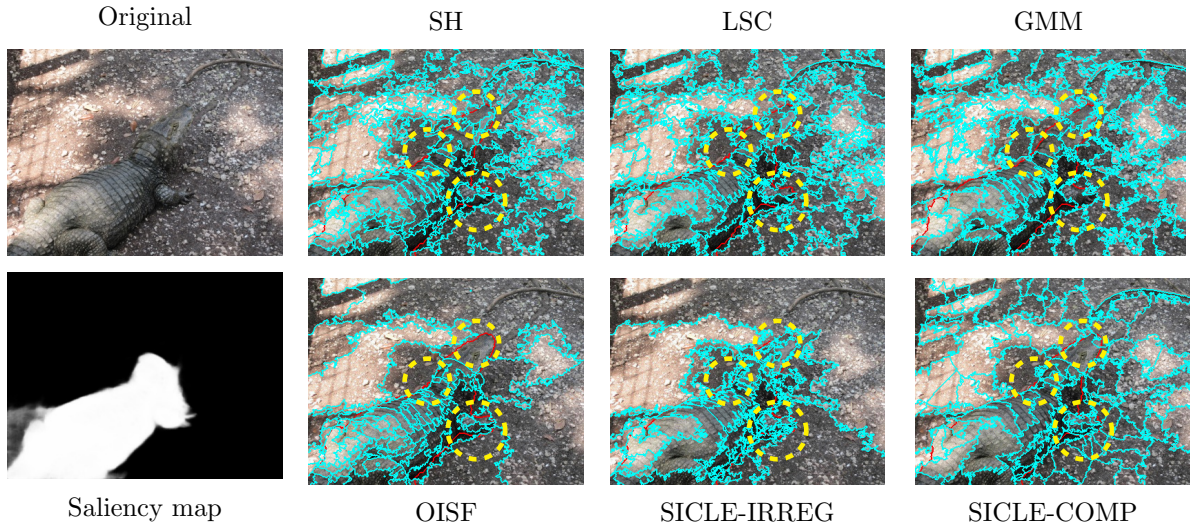 Original
SH
LSC
GMM
Saliency map
OISF
SICLE-IRREG
SICLE-COMP